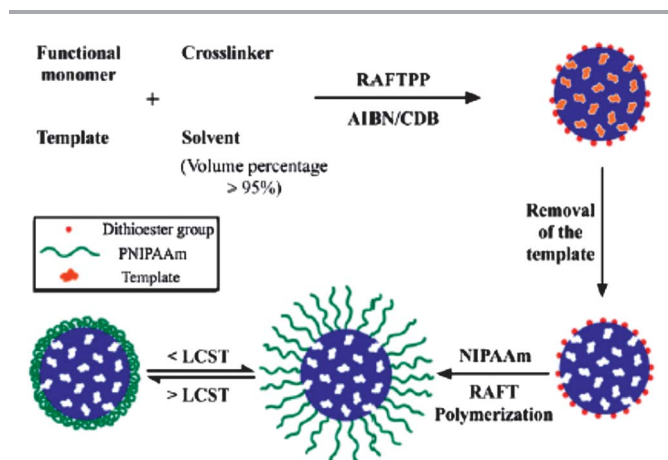 Functional
monomer
Crosslinker
+
RAFTPP
AIBN/CDB
Template
Solvent
(Volume percentage
≥ 95%)
Dithioester group
PNIPAAm
Template
Removal
of the
template
< LCST
> LCST
NIPAAm
RAFT
Polymerization